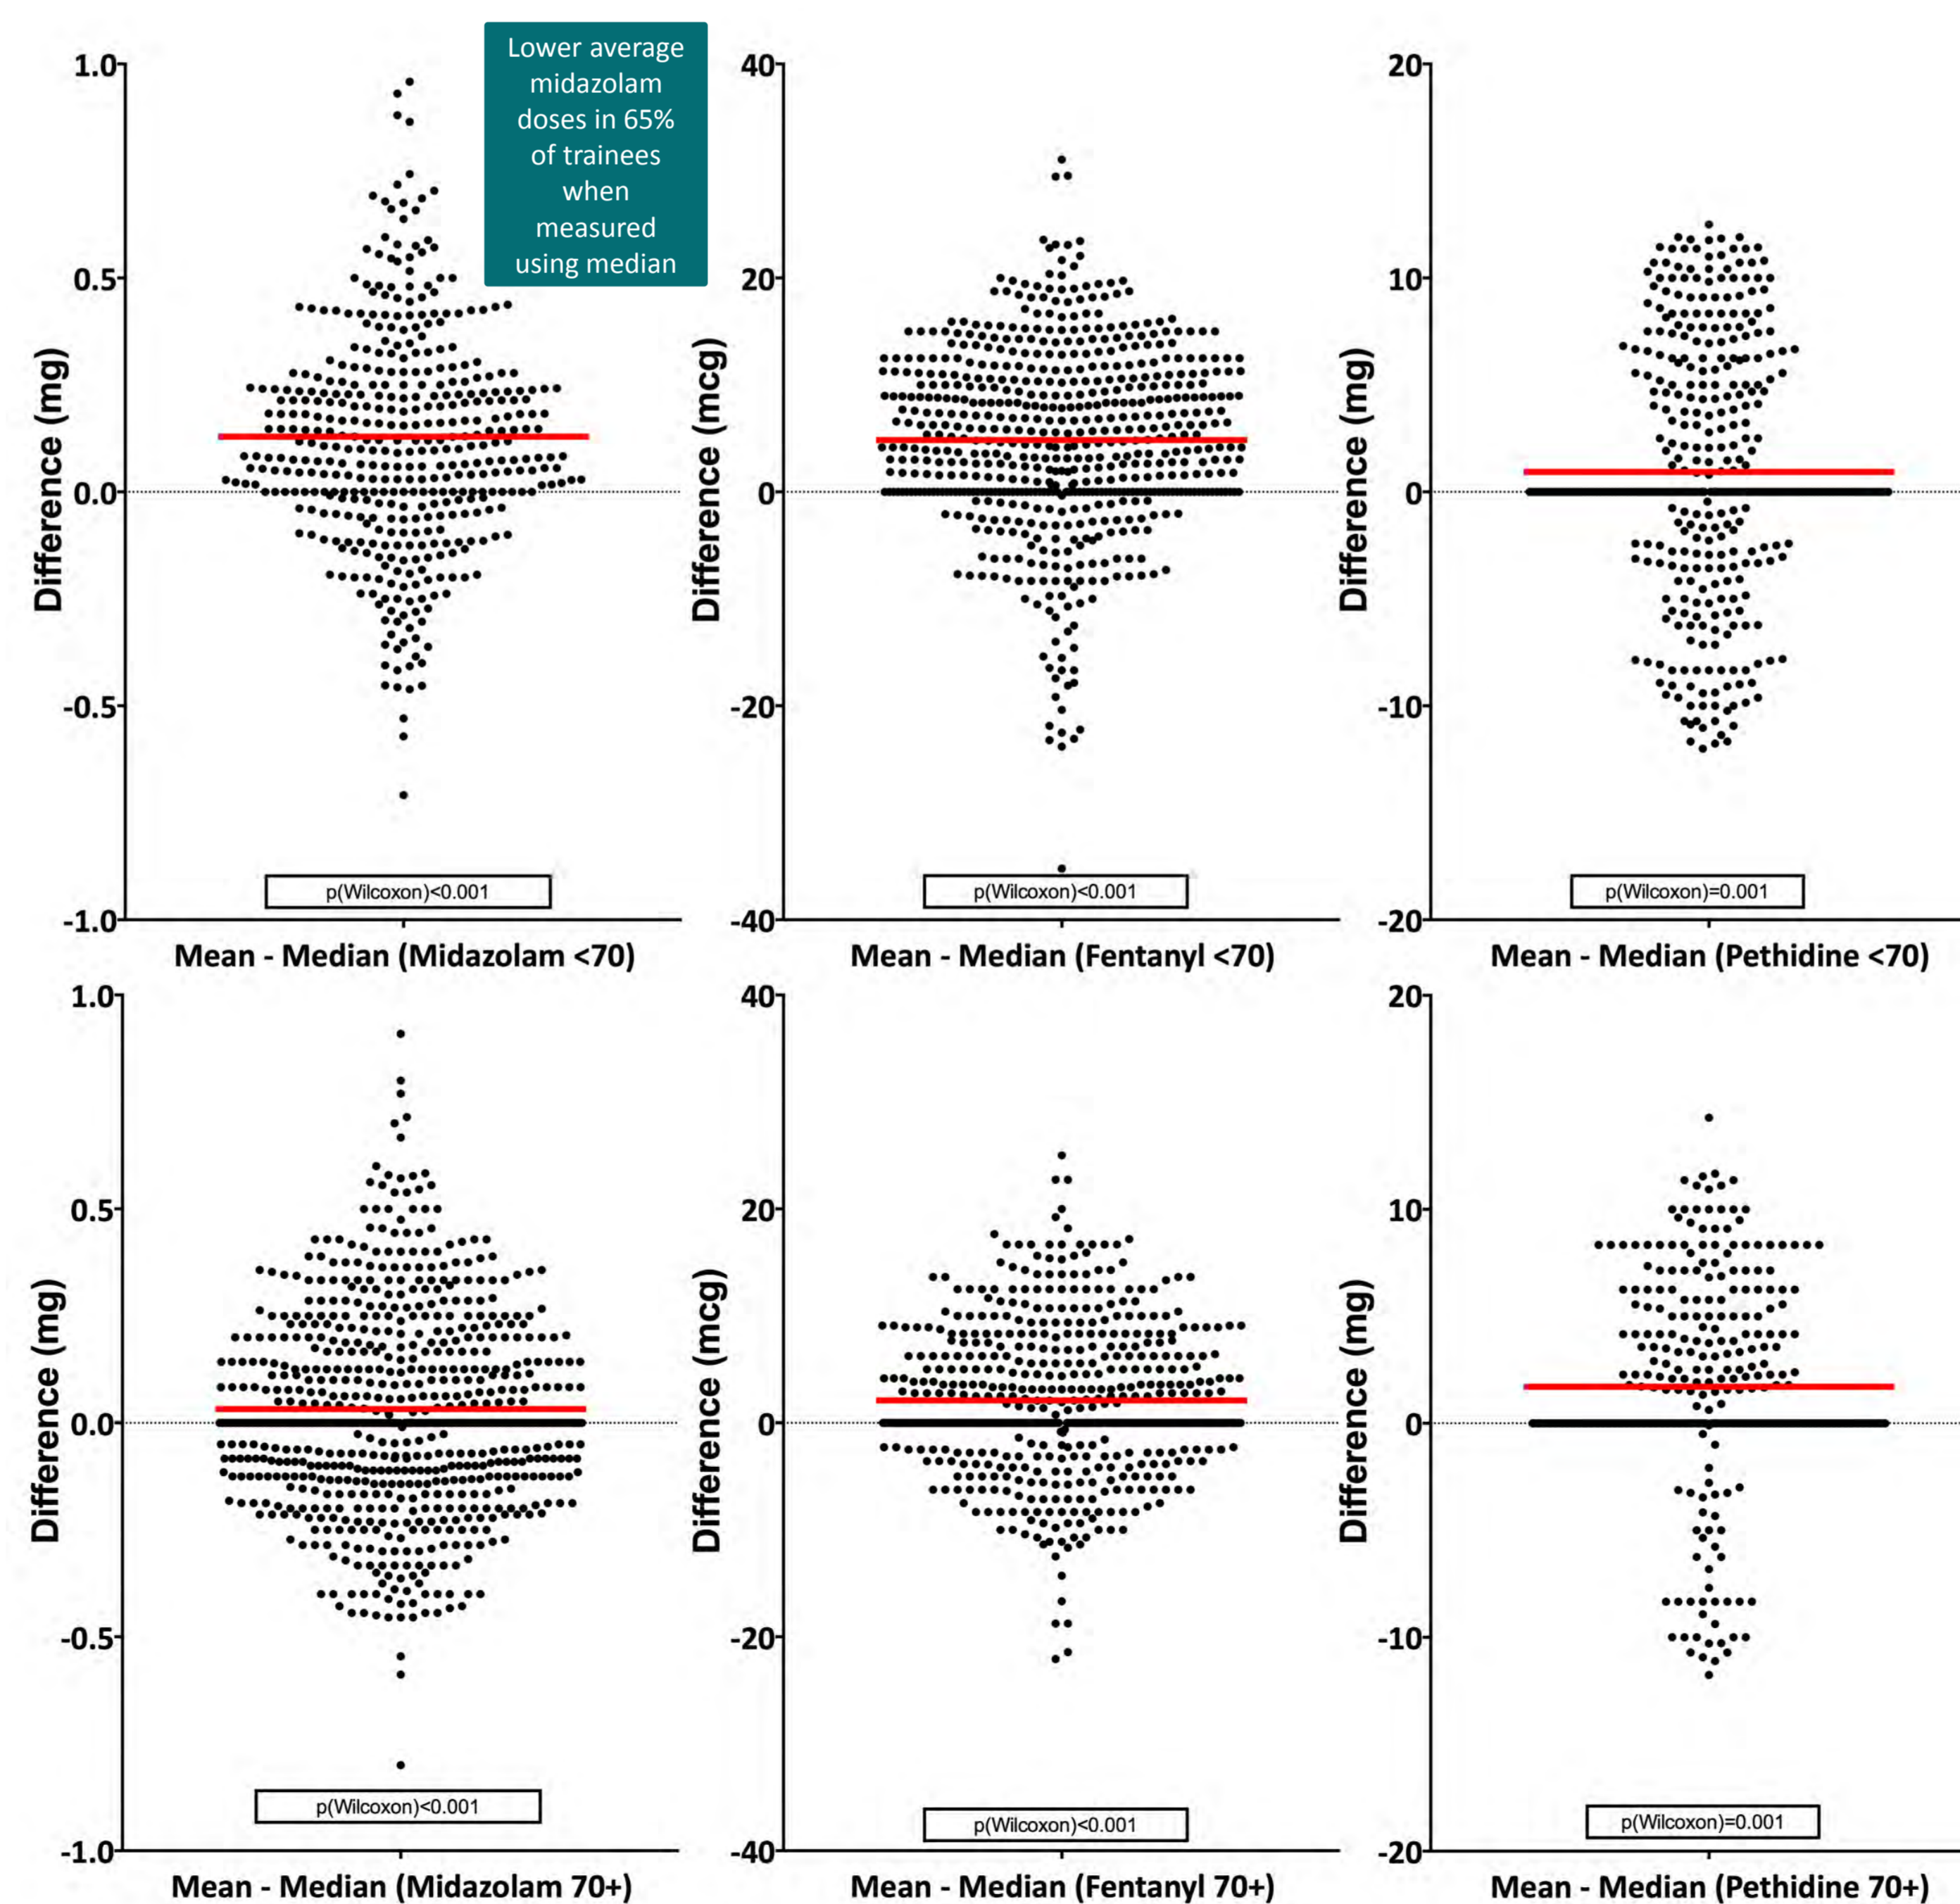 Lower average
midazolam
doses in 65%
of trainees
when
measured
using median
1.0
0.5
0.0
-0.5
-1.0
Difference (mg)
p(Wilcoxon)<0.001
Mean - Median (Midazolam <70)
40
20
0
-20
-40
Difference (mcg)
p(Wilcoxon)<0.001
Mean - Median (Fentanyl <70)
20
10
0
-10
-20
Difference (mg)
p(Wilcoxon)=0.001
Mean - Median (Pethidine <70)
1.0
0.5
0.0
-0.5
-1.0
Difference (mg)
p(Wilcoxon)<0.001
Mean - Median (Midazolam 70+)
40
20
0
-20
-40
Difference (mcg)
p(Wilcoxon)<0.001
Mean - Median (Fentanyl 70+)
20
10
0
-10
-20
Difference (mg)
p(Wilcoxon)=0.001
Mean - Median (Pethidine 70+)